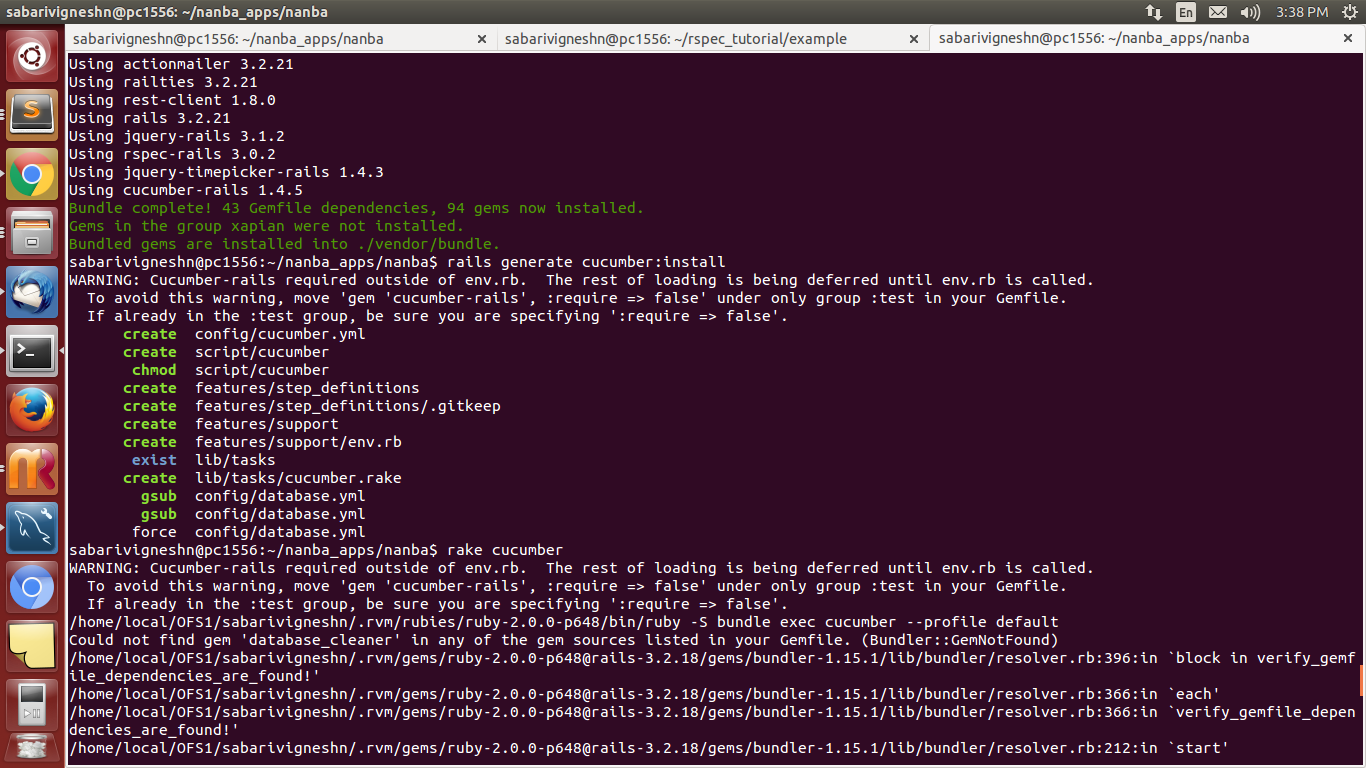 sabarivigneshn@pc1556: ~/nanba_apps/nanba
En
3:38 PM
sabarivigneshn@pc1556: ~/nanba_apps/nanba
sabarivigneshn@pc1556: ~/rspec_tutorial/example
sabarivigneshn@pc1556: ~/nanba_apps/nanba
Using actionmailer 3.2.21
Using railties 3.2.21
Using rest-client 1.8.0
Using rails 3.2.21
Using jquery-rails 3.1.2
Using rspec-rails 3.0.2
Using jquery-timepicker-rails 1.4.3
Using cucumber-rails 1.4.5
Bundle complete! 43 Gemfile dependencies, 94 gems now installed.
Gems in the group xapian were not installed.
Bundled gems are installed into ./vendor/bundle.
sabarivigneshn@pc1556:~/nanba_apps/nanba$ rails generate cucumber:install
WARNING: Cucumber-rails required outside of env.rb.  The rest of loading is being deferred until env.rb is called.
  To avoid this warning, move 'gem 'cucumber-rails', :require => false' under only group :test in your Gemfile.
  If already in the :test group, be sure you are specifying ':require => false'.
      create  config/cucumber.yml
      create  script/cucumber
       chmod  script/cucumber
      create  features/step_definitions
      create  features/step_definitions/.gitkeep
      create  features/support
      create  features/support/env.rb
       exist  lib/tasks
      create  lib/tasks/cucumber.rake
        gsub  config/database.yml
        gsub  config/database.yml
       force  config/database.yml
sabarivigneshn@pc1556:~/nanba_apps/nanba$ rake cucumber
WARNING: Cucumber-rails required outside of env.rb.  The rest of loading is being deferred until env.rb is called.
  To avoid this warning, move 'gem 'cucumber-rails', :require => false' under only group :test in your Gemfile.
  If already in the :test group, be sure you are specifying ':require => false'.
/home/local/OFS1/sabarivigneshn/.rvm/rubies/ruby-2.0.0-p648/bin/ruby -S bundle exec cucumber --profile default
Could not find gem 'database_cleaner' in any of the gem sources listed in your Gemfile. (Bundler::GemNotFound)
/home/local/OFS1/sabarivigneshn/.rvm/gems/ruby-2.0.0-p648@rails-3.2.18/gems/bundler-1.15.1/lib/bundler/resolver.rb:396:in `block in verify_gemf
ile_dependencies_are_found!'
/home/local/OFS1/sabarivigneshn/.rvm/gems/ruby-2.0.0-p648@rails-3.2.18/gems/bundler-1.15.1/lib/bundler/resolver.rb:366:in `each'
/home/local/OFS1/sabarivigneshn/.rvm/gems/ruby-2.0.0-p648@rails-3.2.18/gems/bundler-1.15.1/lib/bundler/resolver.rb:366:in `verify_gemfile_depen
dencies_are_found!'
/home/local/OFS1/sabarivigneshn/.rvm/gems/ruby-2.0.0-p648@rails-3.2.18/gems/bundler-1.15.1/lib/bundler/resolver.rb:212:in `start'